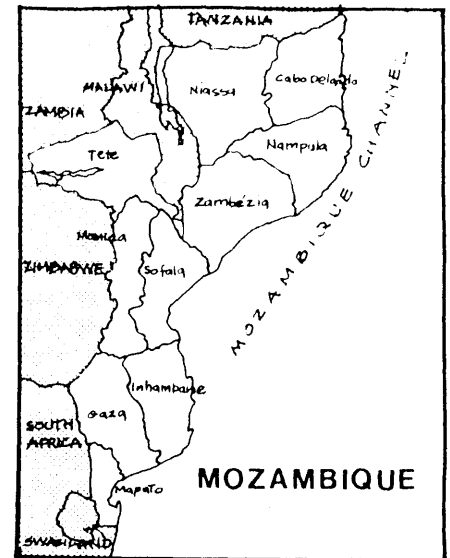 TANZANIA
MALAWI
Niassa
Cabo Delgado
ZAMBIA
Tete
Nampula
Zambézia
Manica
ZIMBABWE
Sofala
MOZAMBIQUE CHANNEL
Inhambane
Gaza
SOUTH
AFRICA
MOZAMBIQUE
Maputo
SWAZILAND